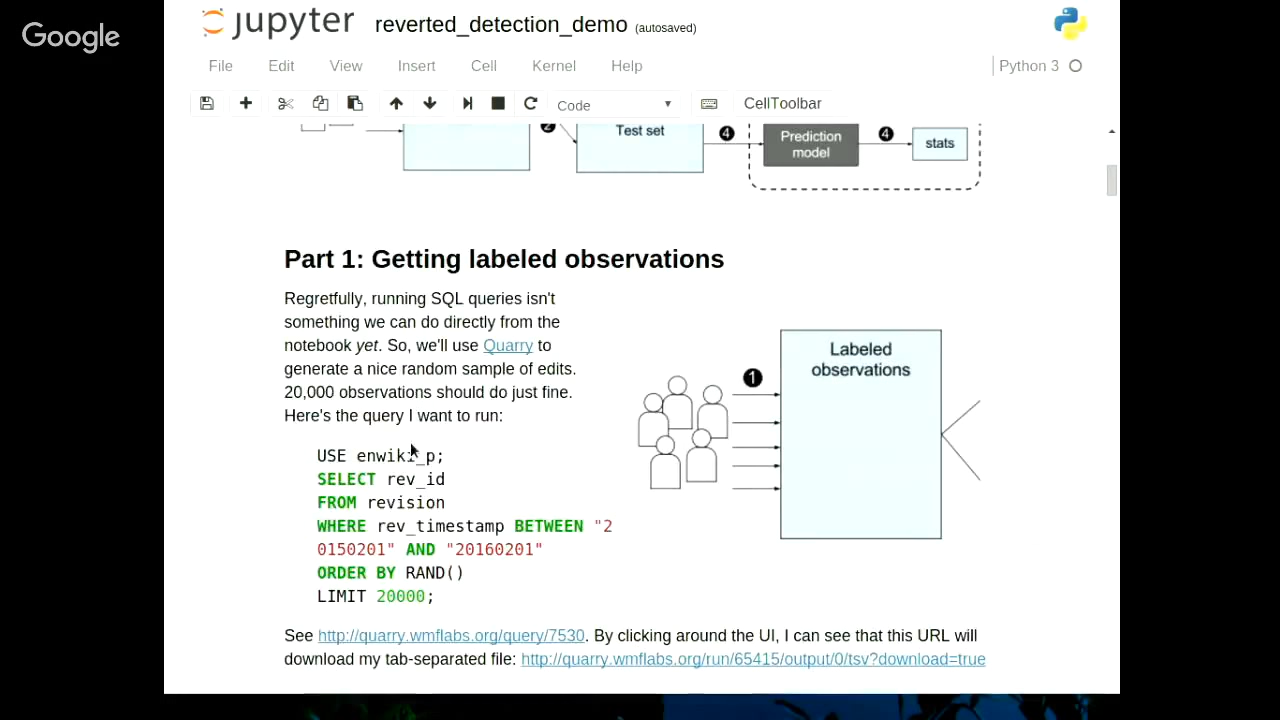 Google
jupyter reverted_detection_demo (autosaved)
File Edit View Insert Cell Kernel Help Python 3
Code CellToolbar
2 Test set 4 Prediction model 4 stats
Part 1: Getting labeled observations
Regretfully, running SQL queries isn't
something we can do directly from the
notebook yet. So, we'll use Quarry to
generate a nice random sample of edits.
20,000 observations should do just fine.
Here's the query I want to run:
1
Labeled
observations
USE enwiki_p;
SELECT rev_id
FROM revision
WHERE rev_timestamp BETWEEN "2
0150201" AND "20160201"
ORDER BY RAND()
LIMIT 20000;
See http://quarry.wmflabs.org/query/7530. By clicking around the UI, I can see that this URL will
download my tab-separated file: http://quarry.wmflabs.org/run/65415/output/0/tsv?download=true